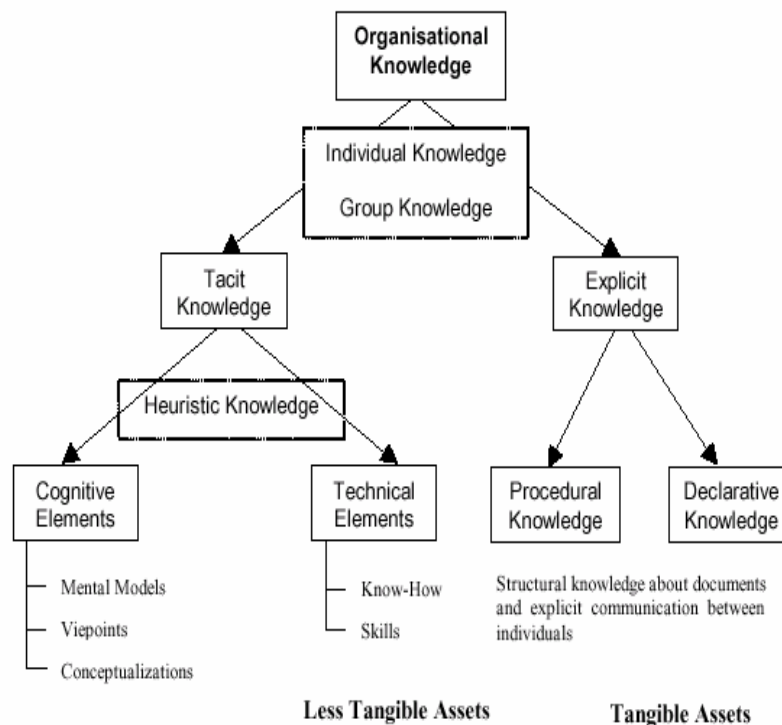 Organisational
Knowledge
Individual Knowledge
Group Knowledge
Tacit
Knowledge
Explicit
Knowledge
Heuristic Knowledge
Cognitive
Elements
Technical
Elements
Procedural
Knowledge
Declarative
Knowledge
Mental Models
Viepoints
Conceptualizations
Know-How
Skills
Structural knowledge about documents
and explicit communication between
individuals
Less Tangible Assets
Tangible Assets